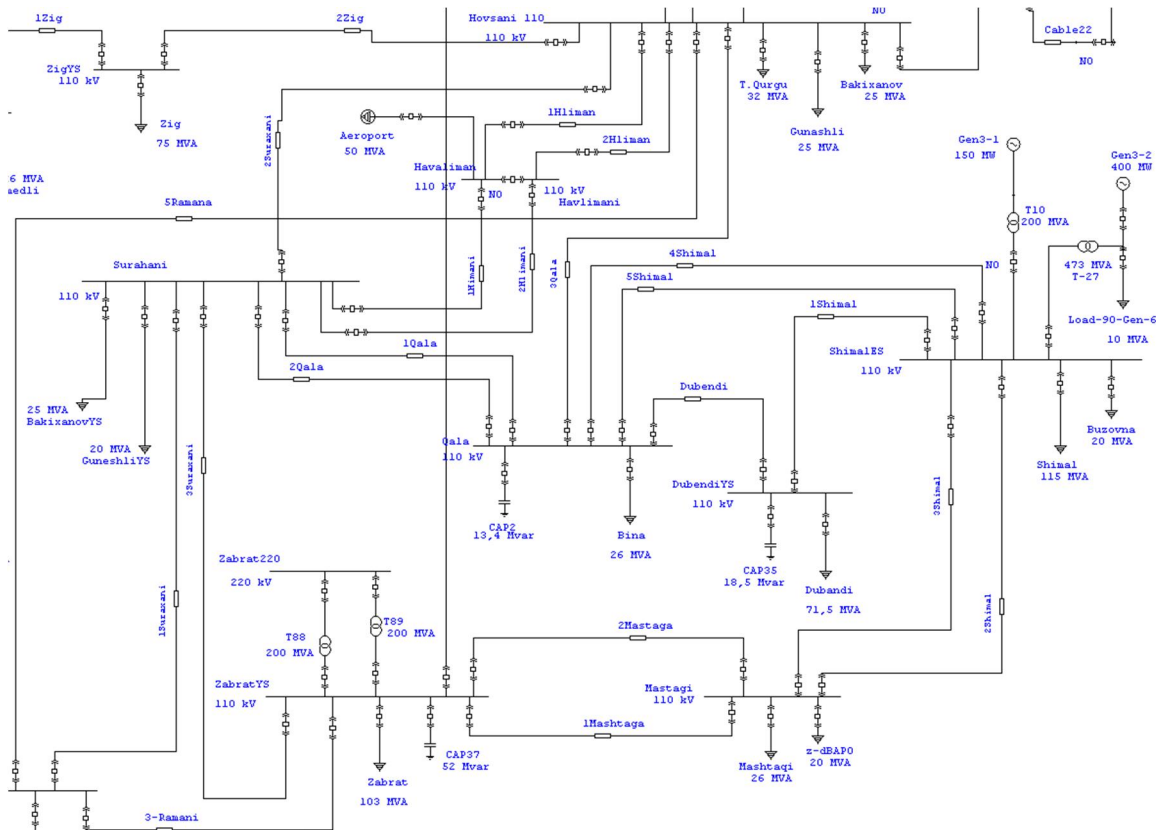 1Zig
2Zig
Hovsani 110
110 kV
NO
Cable22
NO
ZigYS
110 kV
T.Qurgu
32 MVA
Bakixanov
25 MVA
Zig
75 MVA
Aeroport
50 MVA
1Hliman
2Hliman
Gunashli
25 MVA
Gen3-1
150 MW
Gen3-2
400 MW
2Suraxani
Havaliman
110 kV
NO
110 kV
Havlimani
6 MVA
5Ramana
T10
200 MVA
Surahani
110 kV
2Hlimani
3Qala
4Shimal
5Shimal
NO
473 MVA
T-27
1Shimal
Load-90-Gen-6
10 MVA
1Qala
2Qala
ShimalES
110 kV
Dubendi
25 MVA
BakixanovYS
20 MVA
GuneshliYS
Qala
110 kV
Buzovna
20 MVA
Shimal
115 MVA
3Suraxani
DubendiYS
110 kV
3Shimal
CAP2
13,4 Mvar
Bina
26 MVA
CAP35
18,5 Mvar
Dubandi
71,5 MVA
Zabrat220
220 kV
1Suraxani
2Shimal
T89
200 MVA
T88
200 MVA
2Mastaga
ZabratYS
110 kV
Mastagi
110 kV
1Mashtaga
CAP37
52 Mvar
Zabrat
103 MVA
Mashtaqi
26 MVA
z-dBAPO
20 MVA
3-Ramani